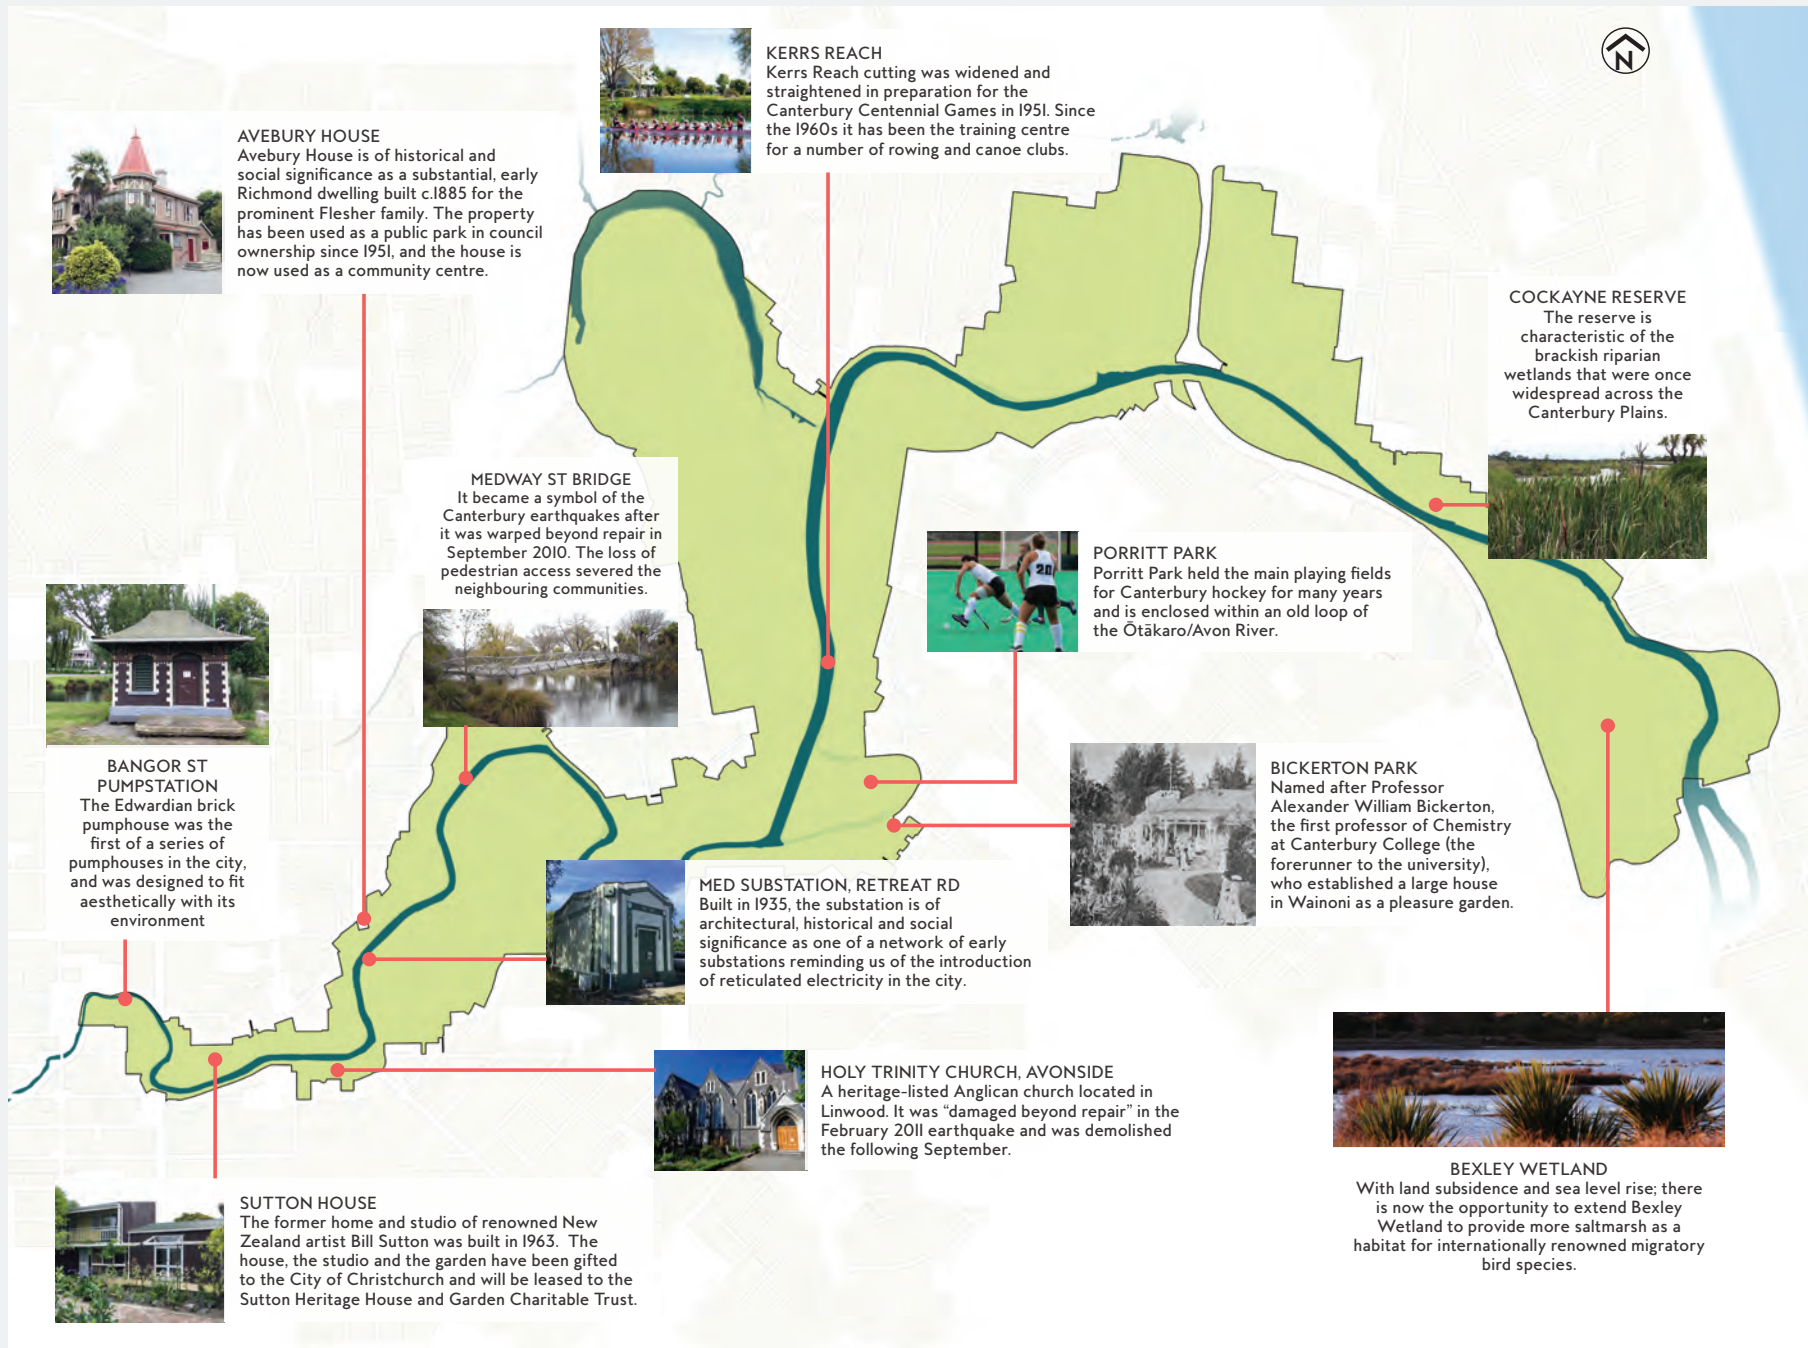 KERRS REACH
Kerrs Reach cutting was widened and
straightened in preparation for the
Canterbury Centennial Games in 1951. Since
the 1960s it has been the training centre
for a number of rowing and canoe clubs.
N
AVEBURY HOUSE
Avebury House is of historical and
social significance as a substantial, early
Richmond dwelling built c.1885 for the
prominent Flesher family. The property
has been used as a public park in council
ownership since 1951, and the house is
now used as a community centre.
COCKAYNE RESERVE
The reserve is
characteristic of the
brackish riparian
wetlands that were once
widespread across the
Canterbury Plains.
MEDWAY ST BRIDGE
It became a symbol of the
Canterbury earthquakes after
it was warped beyond repair in
September 2010. The loss of
pedestrian access severed the
neighbouring communities.
20
PORRITT PARK
Porritt Park held the main playing fields
for Canterbury hockey for many years
and is enclosed within an old loop of
the Ōtākaro/Avon River.
BANGOR ST
PUMPSTATION
The Edwardian brick
pumphouse was the
first of a series of
pumphouses in the city,
and was designed to fit
aesthetically with its
environment
BICKERTON PARK
Named after Professor
Alexander William Bickerton,
the first professor of Chemistry
at Canterbury College (the
forerunner to the university),
who established a large house
in Wainoni as a pleasure garden.
MED SUBSTATION, RETREAT RD
Built in 1935, the substation is of
architectural, historical and social
significance as one of a network of early
substations reminding us of the introduction
of reticulated electricity in the city.
HOLY TRINITY CHURCH, AVONSIDE
A heritage-listed Anglican church located in
Linwood. It was “damaged beyond repair” in the
February 2011 earthquake and was demolished
the following September.
BEXLEY WETLAND
With land subsidence and sea level rise; there
is now the opportunity to extend Bexley
Wetland to provide more saltmarsh as a
habitat for internationally renowned migratory
bird species.
SUTTON HOUSE
The former home and studio of renowned New
Zealand artist Bill Sutton was built in 1963. The
house, the studio and the garden have been gifted
to the City of Christchurch and will be leased to the
Sutton Heritage House and Garden Charitable Trust.